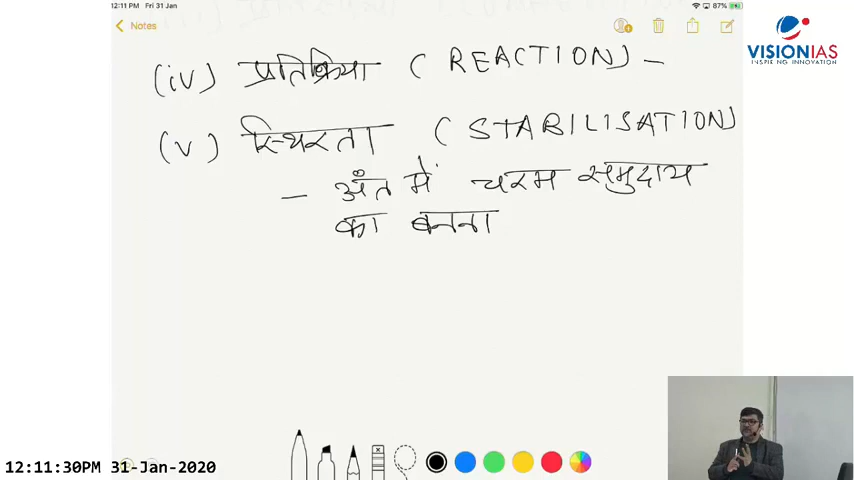 12:11 PM Fri 31 Jan
87%
Notes
VISIONIAS
INSPIRING INNOVATION
(iv) प्रतिक्रिया ( REACTION) -
(v) स्थिरता ( STABILISATION)
- अंत में चरम समुदाय
का बनना
12:11:30PM 31-Jan-2020